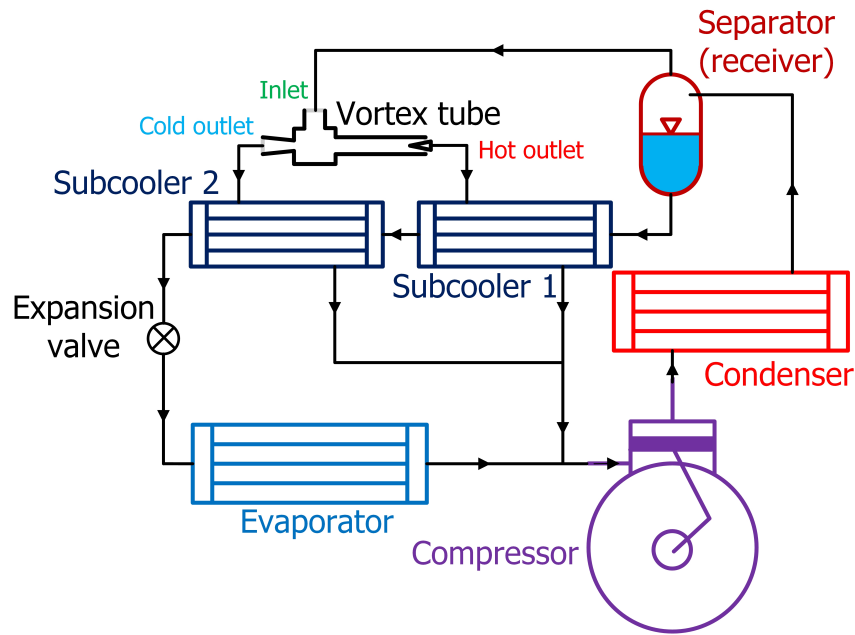 Separator
(receiver)
Inlet
Vortex tube
Cold outlet
Hot outlet
Subcooler 2
Subcooler 1
Expansion
valve
Condenser
Evaporator
Compressor